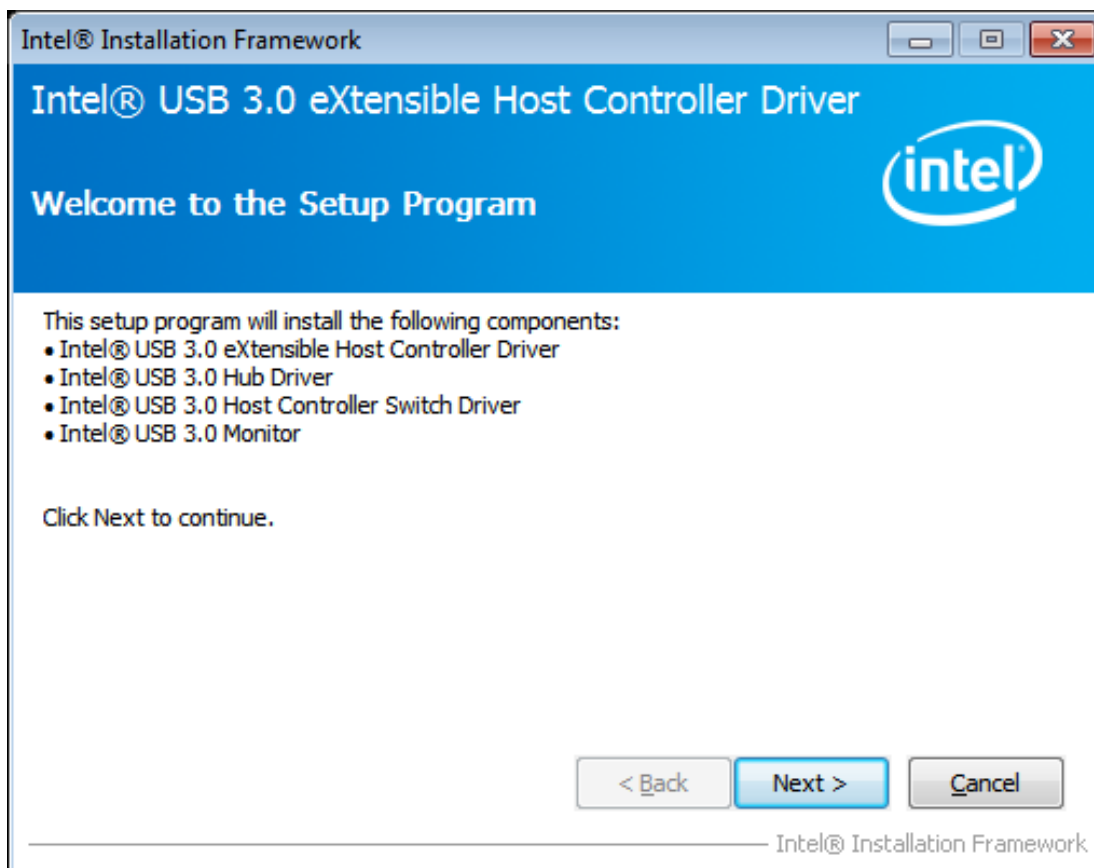 Intel® Installation Framework
Intel® USB 3.0 eXtensible Host Controller Driver
intel
Welcome to the Setup Program
This setup program will install the following components:
• Intel® USB 3.0 eXtensible Host Controller Driver
• Intel® USB 3.0 Hub Driver
• Intel® USB 3.0 Host Controller Switch Driver
• Intel® USB 3.0 Monitor
Click Next to continue.
< Back Next > Cancel
Intel® Installation Framework